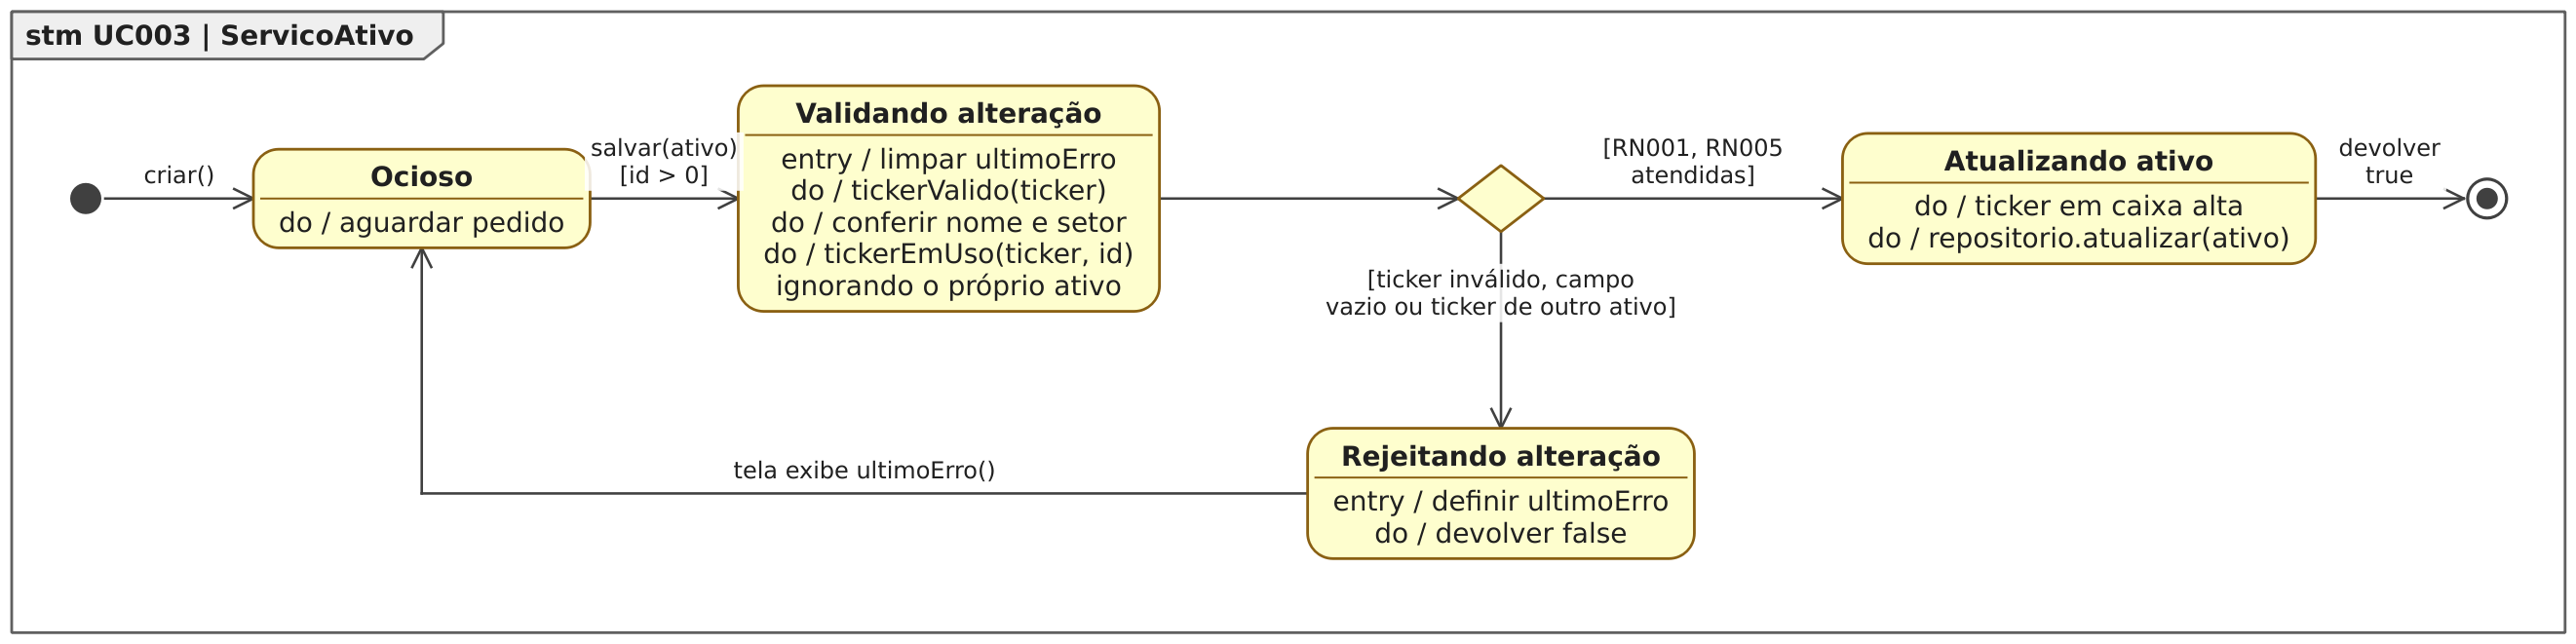 stm UC003 | ServicoAtivo
criar()
Ocioso
do / aguardar pedido
salvar(ativo)
[id > 0]
Validando alteração
entry / limpar ultimoErro
do / tickerValido(ticker)
do / conferir nome e setor
do / tickerEmUso(ticker, id)
ignorando o próprio ativo
[RN001, RN005
atendidas]
Atualizando ativo
do / ticker em caixa alta
do / repositorio.atualizar(ativo)
devolver
true
[ticker inválido, campo
vazio ou ticker de outro ativo]
Rejeitando alteração
entry / definir ultimoErro
do / devolver false
tela exibe ultimoErro()